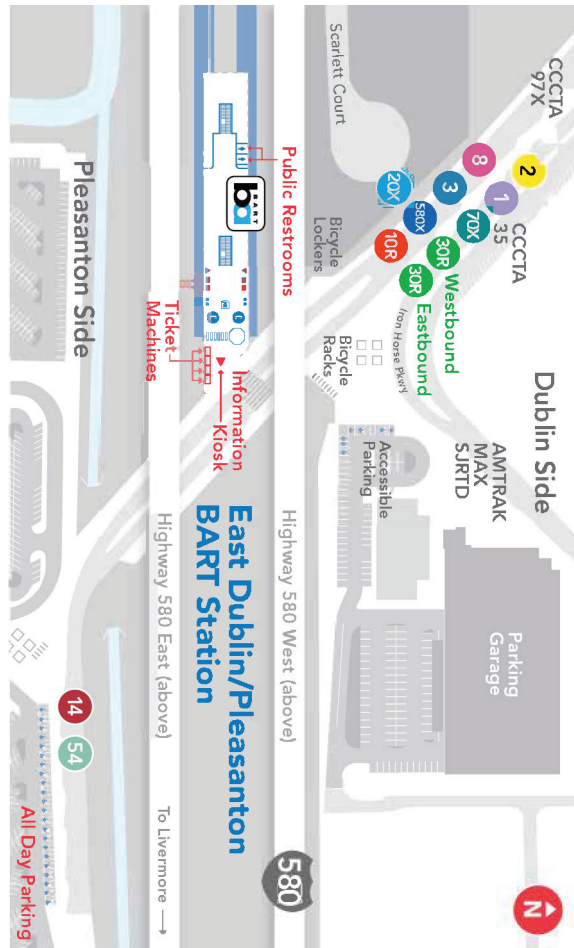 CCCTA
97X
2
8
1
CCCTA
35
3
70X
20X
580X
10R
30R
Westbound
30R
Eastbound
Scarlett Court
Bicycle
Lockers
Iron Horse Pkwy
Bicycle
Racks
Dublin Side
AMTRAK
MAX
SJRTD
Accessible
Parking
Parking
Garage
N
Public Restrooms
BART
ba
Information
Kiosk
Ticket
Machines
East Dublin/Pleasanton
BART Station
Highway 580 West (above)
580
Highway 580 East (above)
To Livermore
Pleasanton Side
14
54
All Day Parking